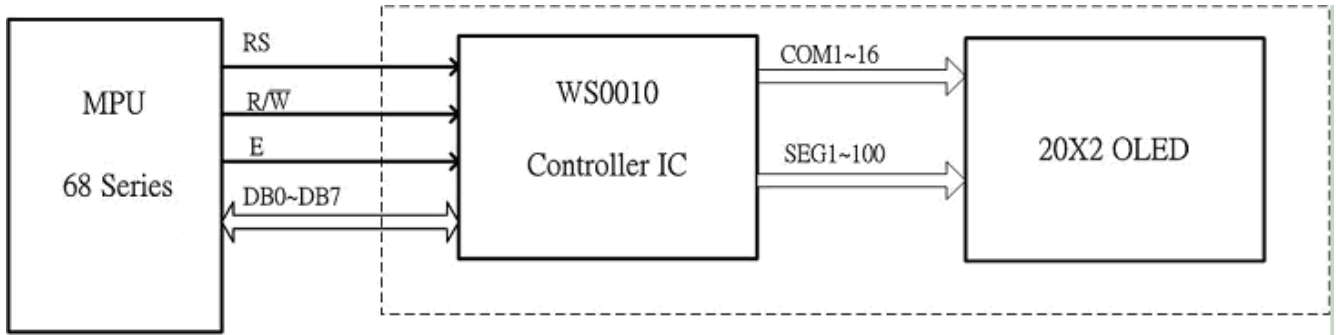 MPU
68 Series
RS
R/W̅
E
DB0~DB7
WS0010
Controller IC
COM1~16
SEG1~100
20X2 OLED